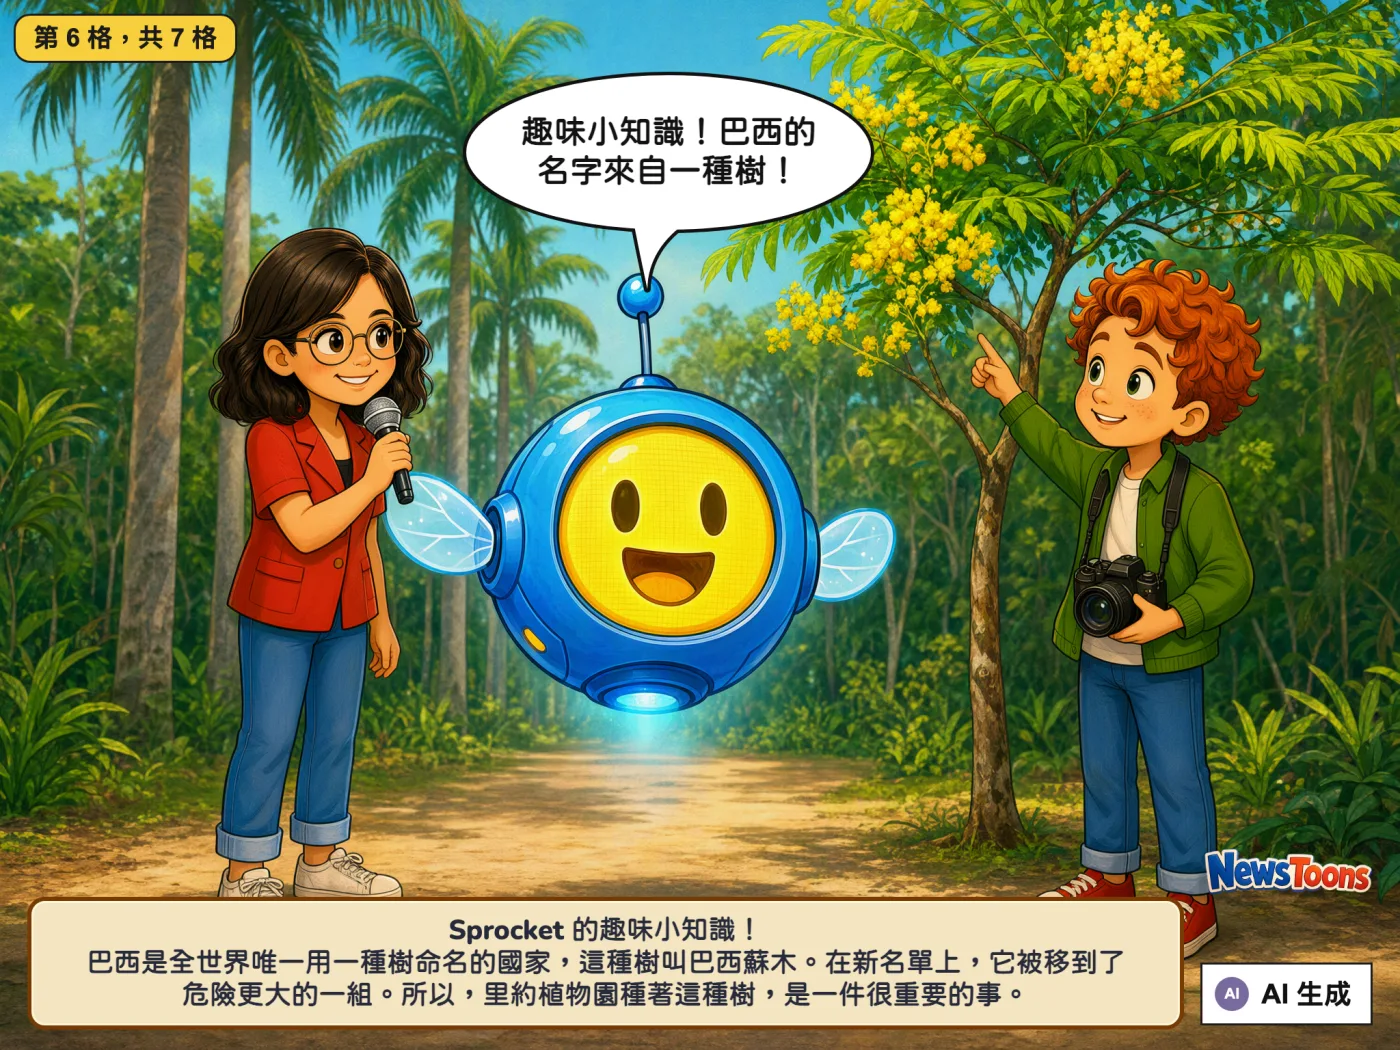 第 6 格，共 7 格
趣味小知識！巴西的
名字來自一種樹！
NewsToons
Sprocket 的趣味小知識！
巴西是全世界唯一用一種樹命名的國家，這種樹叫巴西蘇木。在新名單上，它被移到了
危險更大的一組。所以，里約植物園種著這種樹，是一件很重要的事。
AI AI 生成